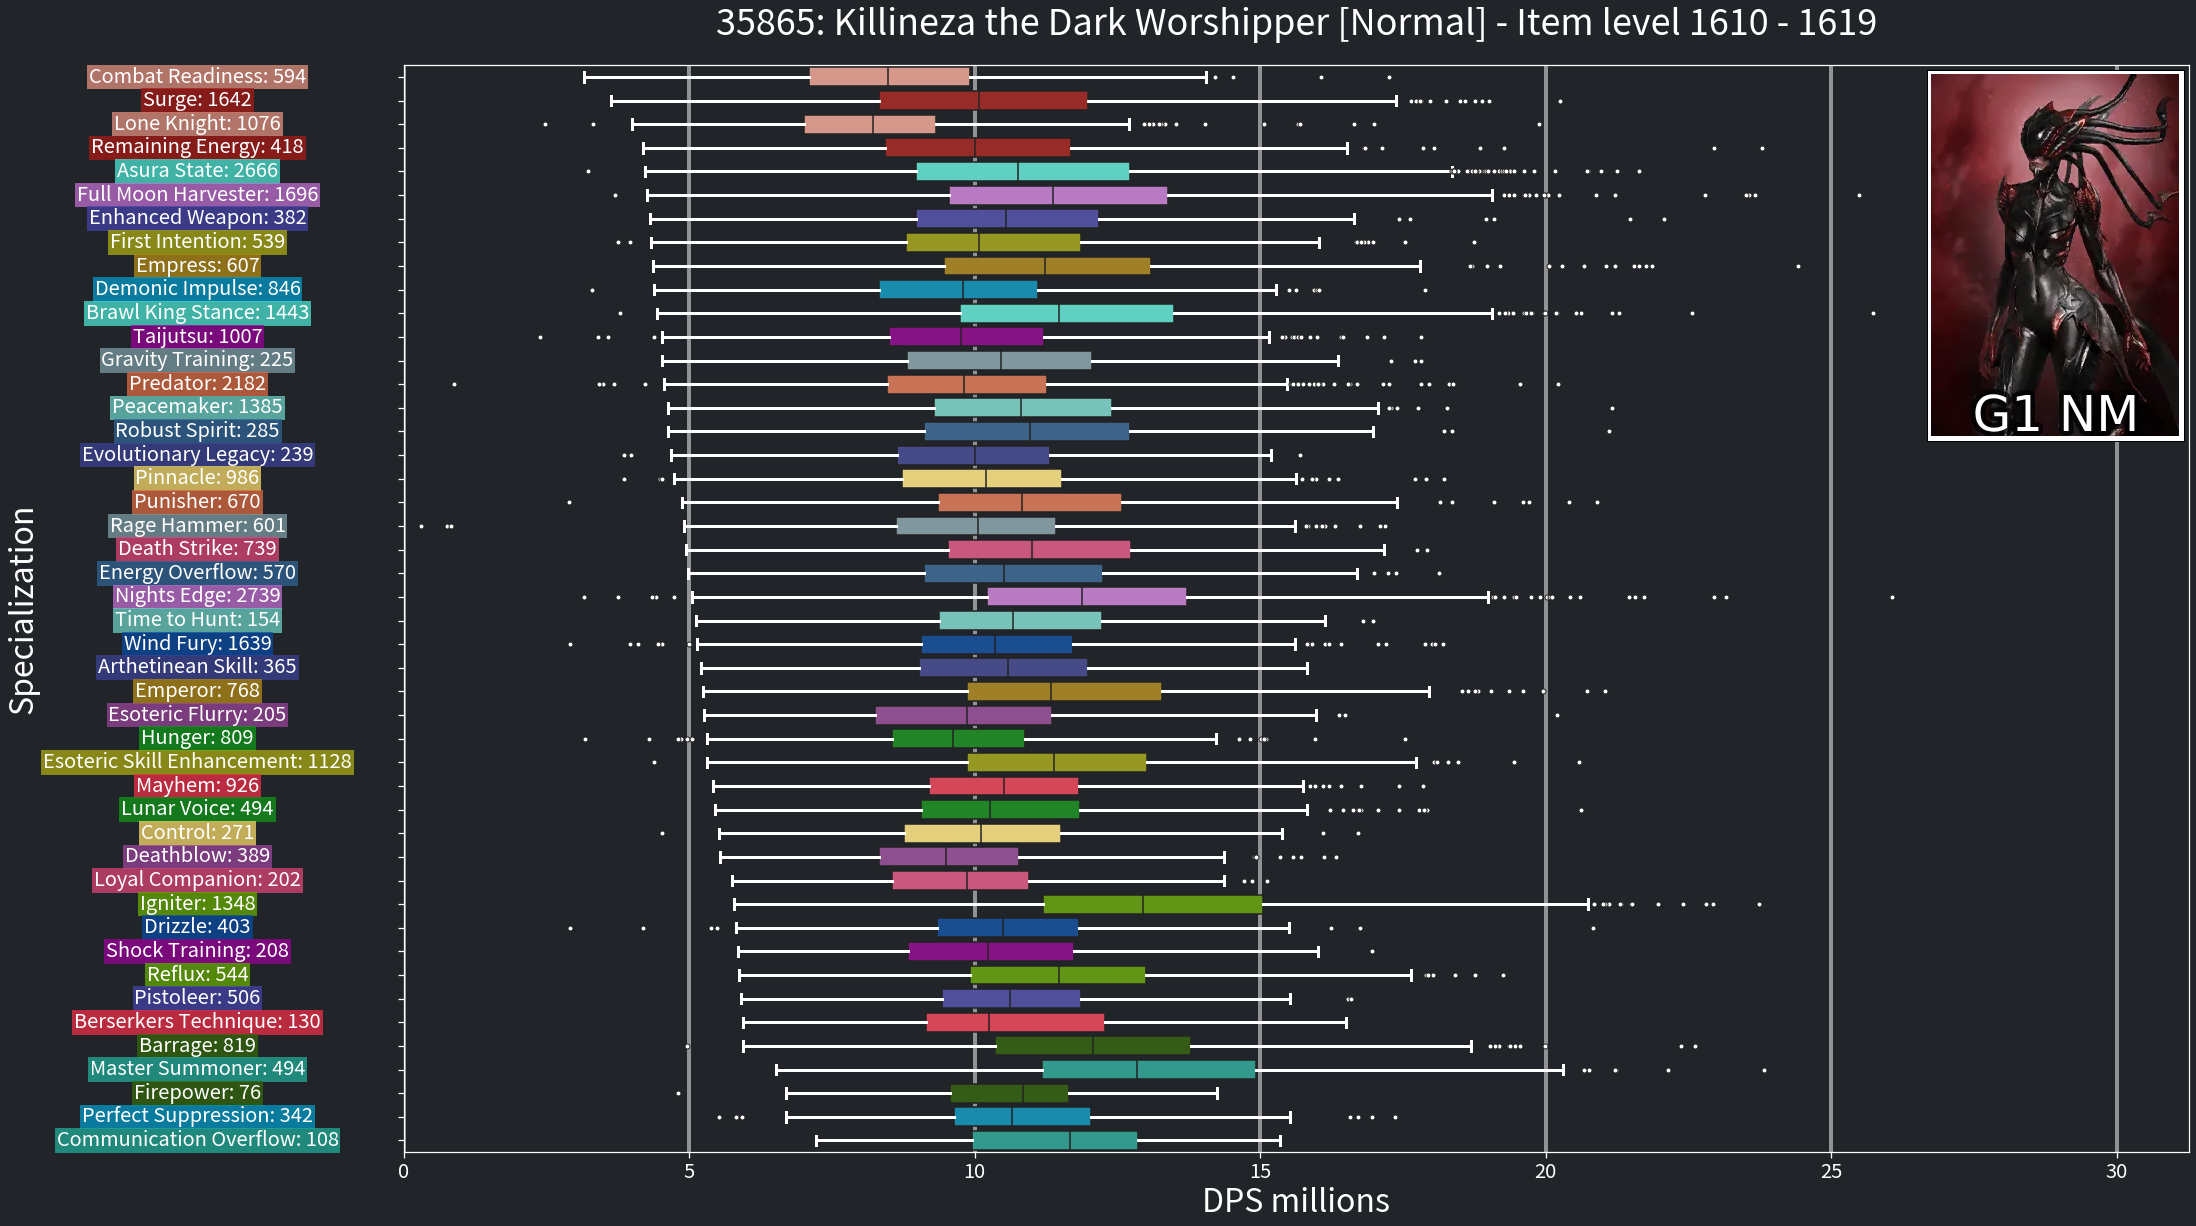 35865: Killineza the Dark Worshipper [Normal] - Item level 1610 - 1619
Combat Readiness: 594
Surge: 1642
Lone Knight: 1076
Remaining Energy: 418
Asura State: 2666
Full Moon Harvester: 1696
Enhanced Weapon: 382
First Intention: 539
Empress: 607
Demonic Impulse: 846
Brawl King Stance: 1443
Taijutsu: 1007
Gravity Training: 225
Predator: 2182
Peacemaker: 1385
Robust Spirit: 285
Evolutionary Legacy: 239
Pinnacle: 986
Punisher: 670
Rage Hammer: 601
Death Strike: 739
Energy Overflow: 570
Nights Edge: 2739
Time to Hunt: 154
Wind Fury: 1639
Arthetinean Skill: 365
Emperor: 768
Esoteric Flurry: 205
Hunger: 809
Esoteric Skill Enhancement: 1128
Mayhem: 926
Lunar Voice: 494
Control: 271
Deathblow: 389
Loyal Companion: 202
Igniter: 1348
Drizzle: 403
Shock Training: 208
Reflux: 544
Pistoleer: 506
Berserkers Technique: 130
Barrage: 819
Master Summoner: 494
Firepower: 76
Perfect Suppression: 342
Communication Overflow: 108
Specialization
G1 NM
0 5 10 15 20 25 30
DPS millions